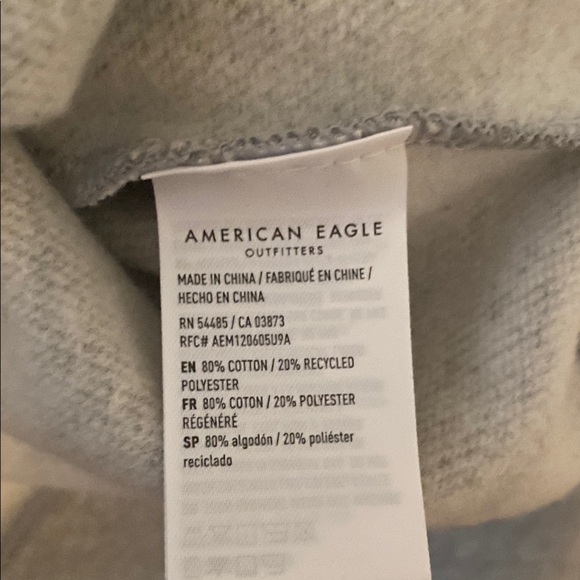 AMERICAN EAGLE
OUTFITTERS
MADE IN CHINA / FABRIQUÉ EN CHINE /
HECHO EN CHINA
RN 54485 / CA 03873
RFC# AEM120605U9A
EN 80% COTTON / 20% RECYCLED
POLYESTER
FR 80% COTON / 20% POLYESTER
RÉGÉNÉRÉ
SP 80% algodón / 20% poliéster
reciclado